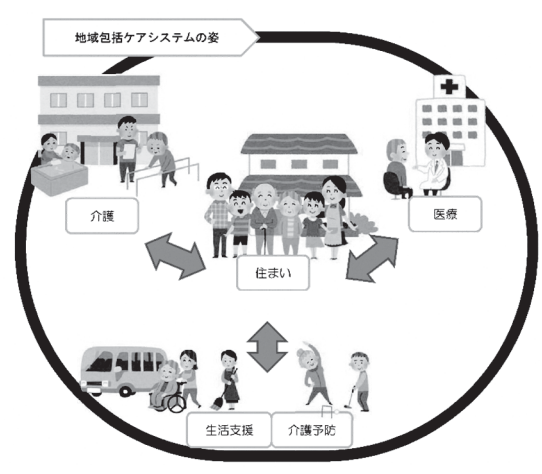 地域包括ケアシステムの姿
介護
医療
住まい
生活支援
介護予防